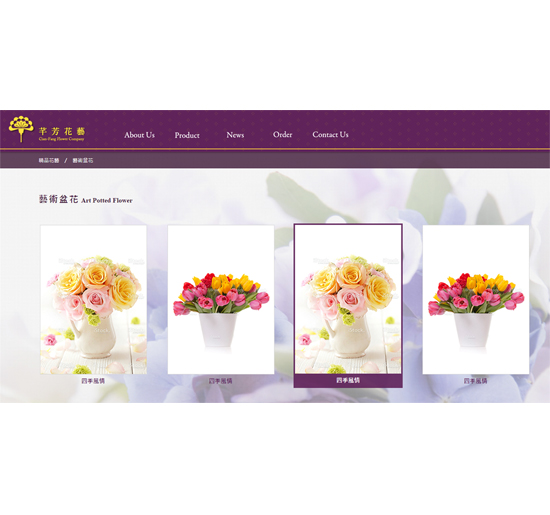 芊芳花藝
Cian-Fang Flower Company
About Us
Product
News
Order
Contact Us
精品花藝 / 藝術盆花
藝術盆花 Art Potted Flower
四季風情
四季風情
四季風情
四季風情